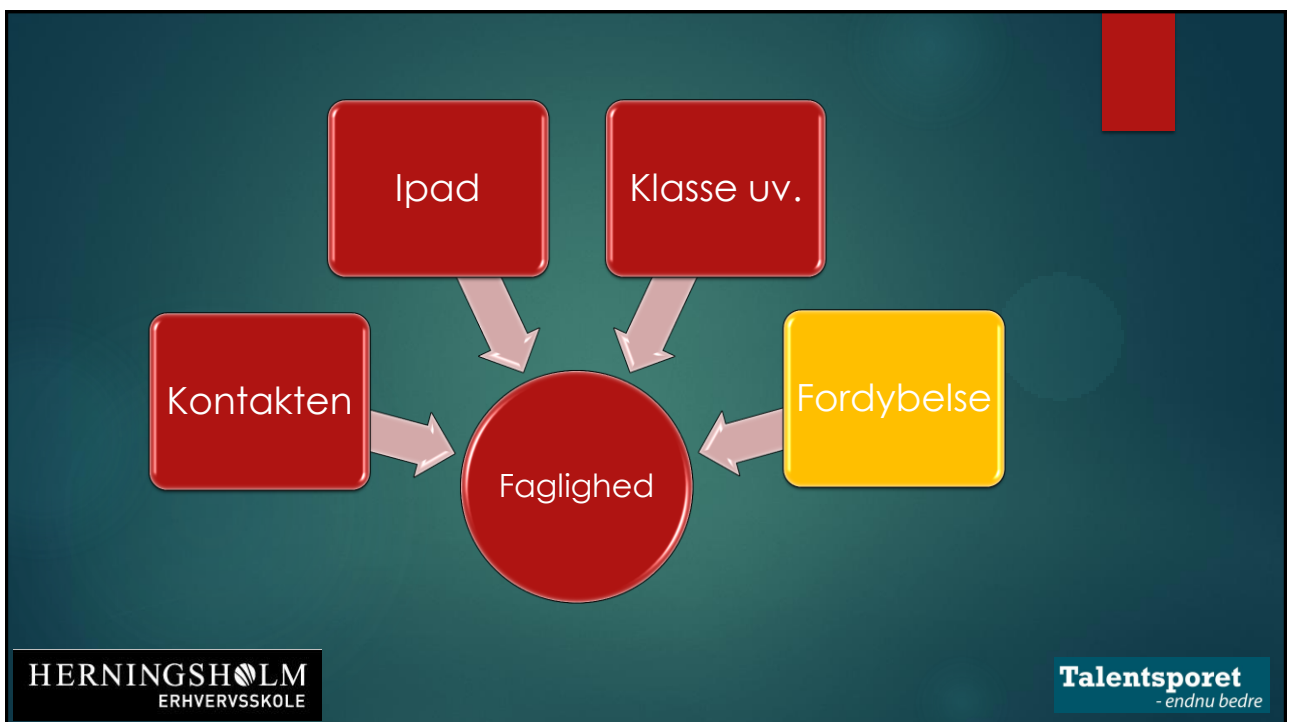 Ipad
Klasse uv.
Kontakten
Fordybelse
Faglighed
HERNINGSHOLM
ERHVERVSSKOLE
Talentsporet
- endnu bedre